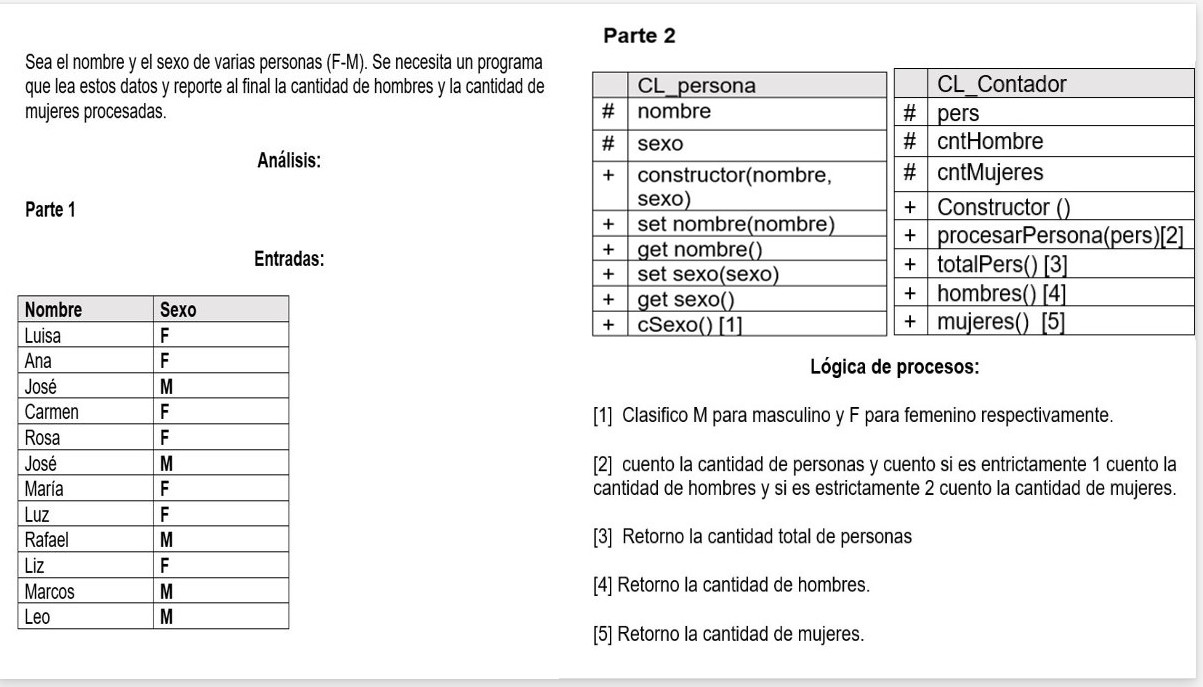 Sea el nombre y el sexo de varias personas (F-M). Se necesita un programa
que lea estos datos y reporte al final la cantidad de hombres y la cantidad de
mujeres procesadas.
Análisis:
Parte 1
Entradas:
Nombre Sexo
Luisa F
Ana F
José M
Carmen F
Rosa F
José M
María F
Luz F
Rafael M
Liz F
Marcos M
Leo M
Parte 2
CL_persona
# nombre
# sexo
+ constructor(nombre,
sexo)
+ set nombre(nombre)
+ get nombre()
+ set sexo(sexo)
+ get sexo()
+ cSexo() [1]
CL_Contador
# pers
# cntHombre
# cntMujeres
+ Constructor ()
+ procesarPersona(pers)[2]
+ totalPers() [3]
+ hombres() [4]
+ mujeres() [5]
Lógica de procesos:
[1] Clasifico M para masculino y F para femenino respectivamente.
[2] cuento la cantidad de personas y cuento si es entrictamente 1 cuento la
cantidad de hombres y si es estrictamente 2 cuento la cantidad de mujeres.
[3] Retorno la cantidad total de personas
[4] Retorno la cantidad de hombres.
[5] Retorno la cantidad de mujeres.